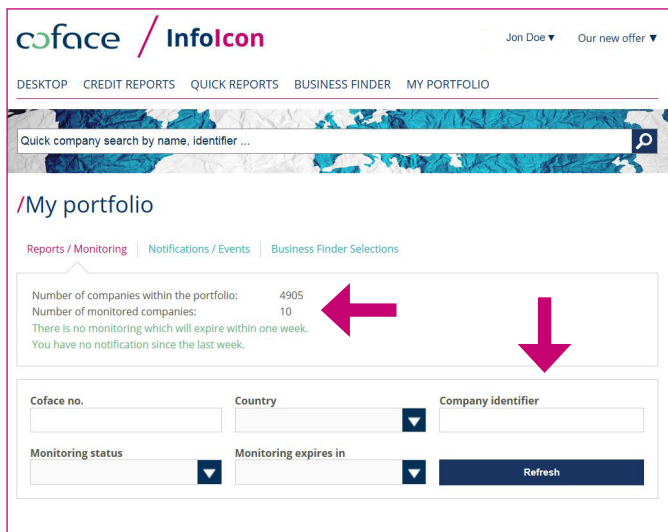 coface / InfoIcon
Jon Doe ▼ Our new offer ▼
DESKTOP CREDIT REPORTS QUICK REPORTS BUSINESS FINDER MY PORTFOLIO
Quick company search by name, identifier ...
/My portfolio
Reports / Monitoring | Notifications / Events | Business Finder Selections
Number of companies within the portfolio: 4905
Number of monitored companies: 10
There is no monitoring which will expire within one week.
You have no notification since the last week.
Coface no. Country Company identifier
Monitoring status Monitoring expires in
Refresh